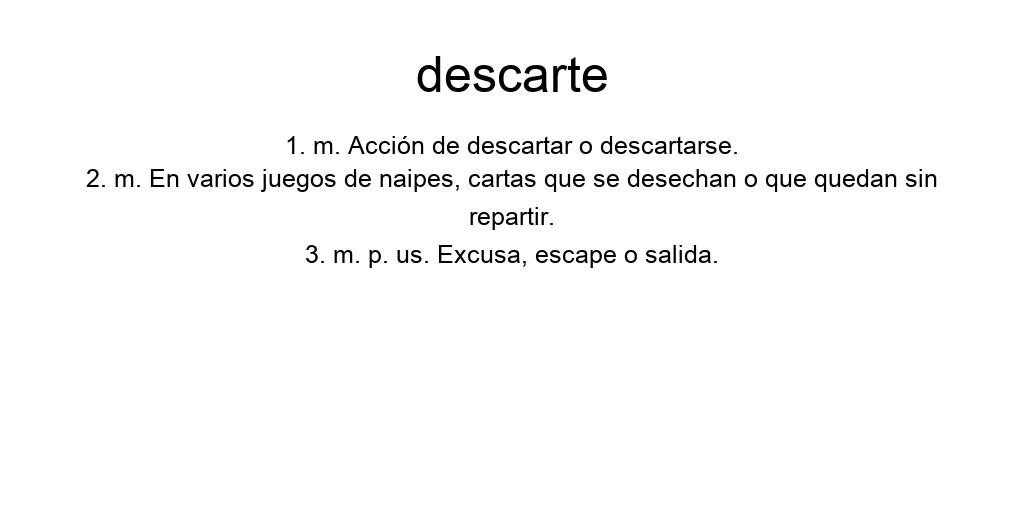 descarte
1. m. Acción de descartar o descartarse.
2. m. En varios juegos de naipes, cartas que se desechan o que quedan sin
repartir.
3. m. p. us. Excusa, escape o salida.